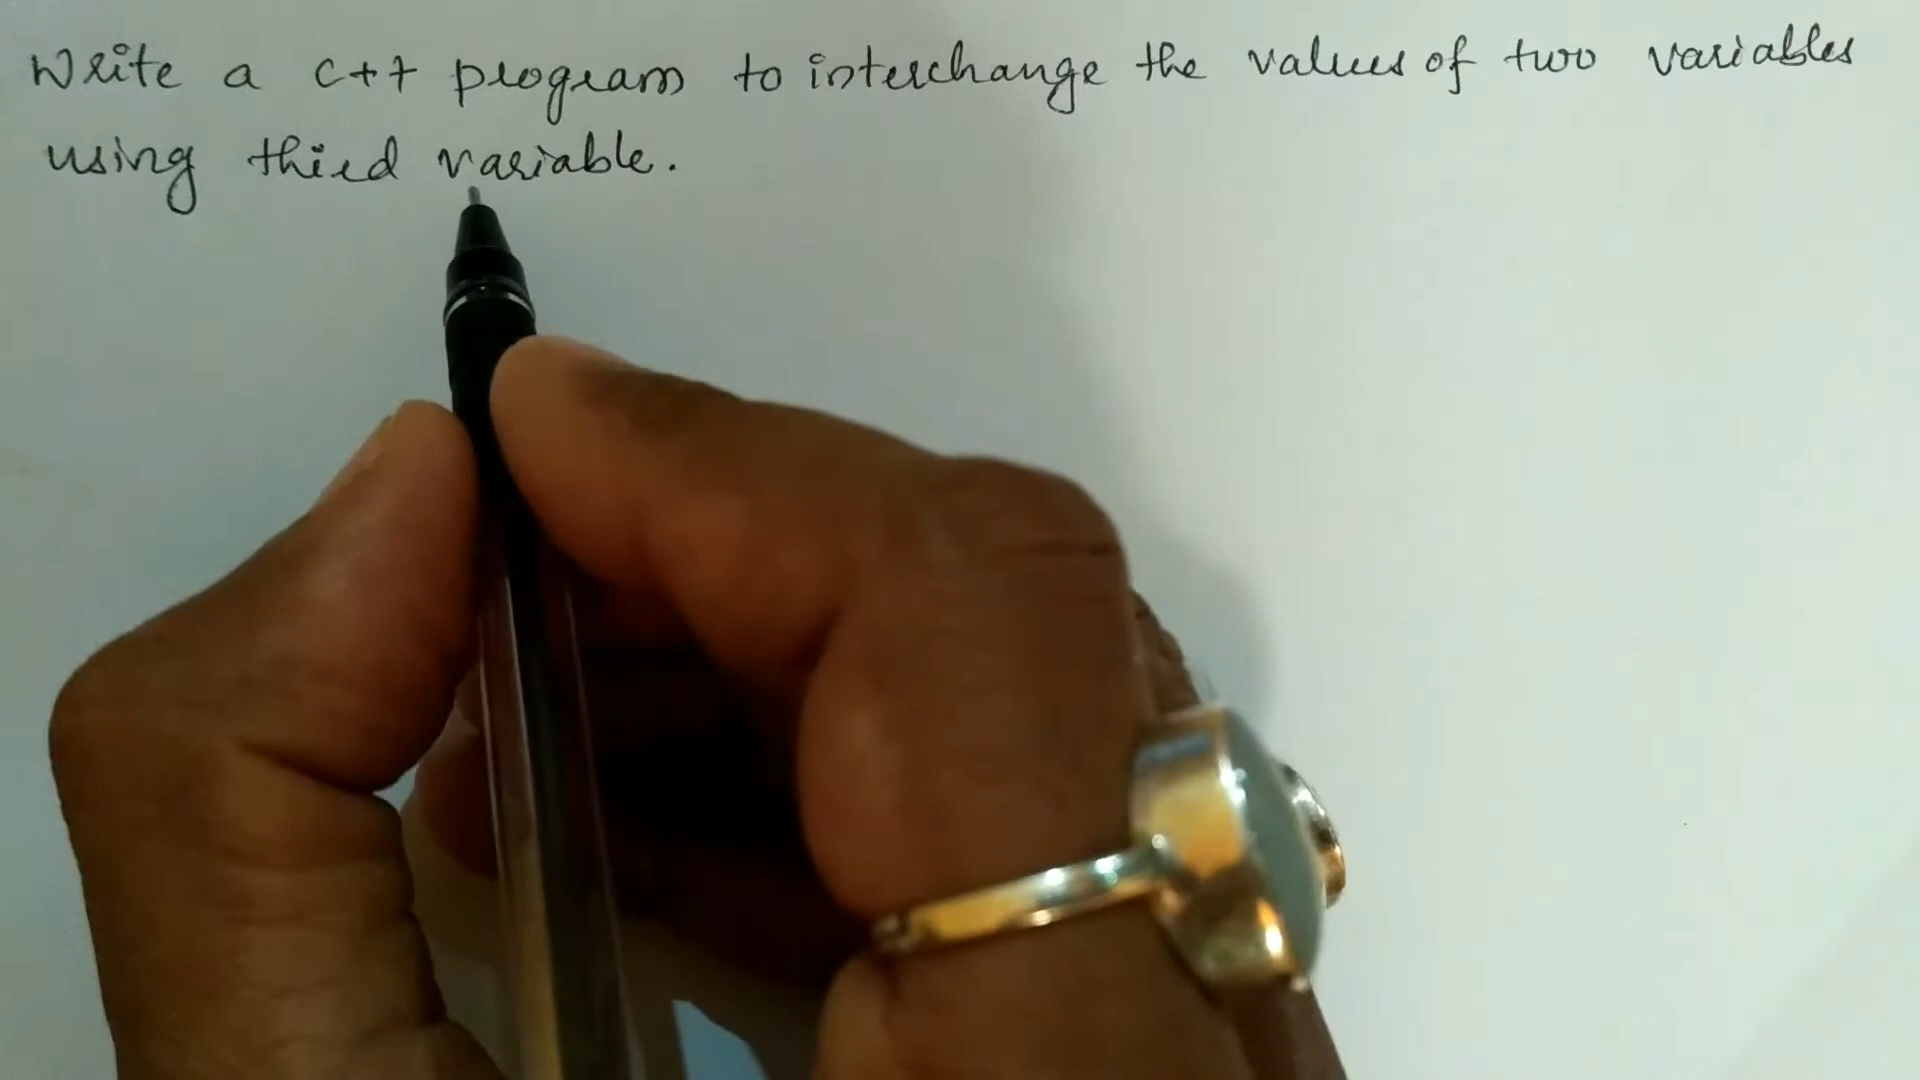 Write a c++ program to interchange the values of two variables
using third variable.